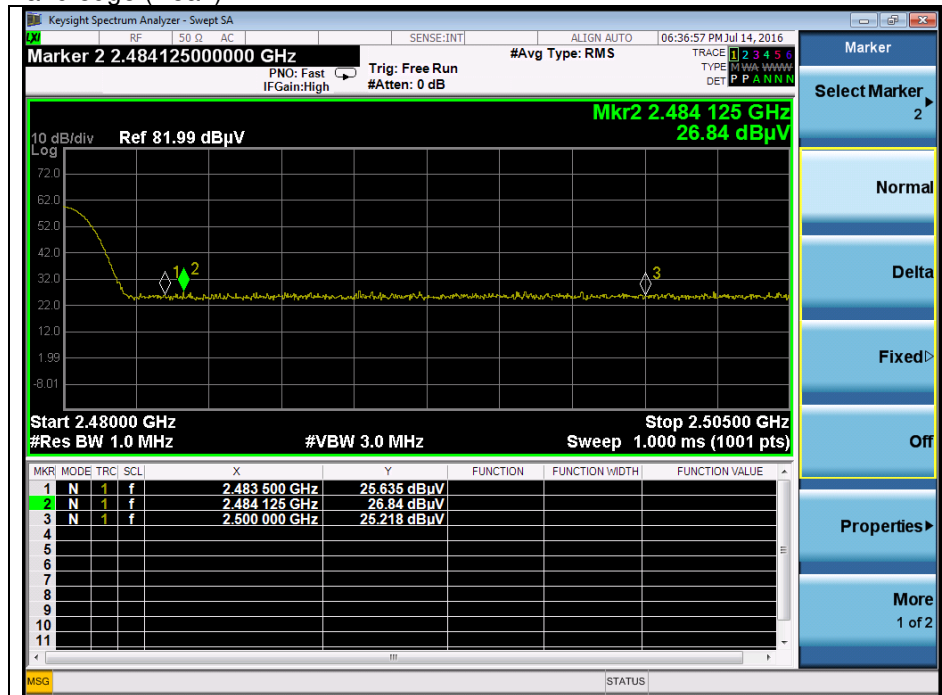 Keysight Spectrum Analyzer - Swept SA
LXI RF 50 Ω AC SENSE:INT ALIGN AUTO 06:36:57 PM Jul 14, 2016
Marker 2 2.484125000000 GHz
PNO: Fast
IFGain:High
Trig: Free Run
#Atten: 0 dB
#Avg Type: RMS
TRACE 1 2 3 4 5 6
TYPE M WA WWWW
DET P P A N N N
Mkr2 2.484 125 GHz
26.84 dBµV
10 dB/div Ref 81.99 dBµV
Log
72.0
62.0
52.0
42.0
32.0
22.0
12.0
1.99
-8.01
1 2 3
Start 2.48000 GHz Stop 2.50500 GHz
#Res BW 1.0 MHz #VBW 3.0 MHz Sweep 1.000 ms (1001 pts)
MKR MODE TRC SCL X Y FUNCTION FUNCTION WIDTH FUNCTION VALUE
1 N 1 f 2.483 500 GHz 25.635 dBµV
2 N 1 f 2.484 125 GHz 26.84 dBµV
3 N 1 f 2.500 000 GHz 25.218 dBµV
4
5
6
7
8
9
10
11
MSG STATUS
Marker
Select Marker
2
Normal
Delta
Fixed
Off
Properties
More
1 of 2